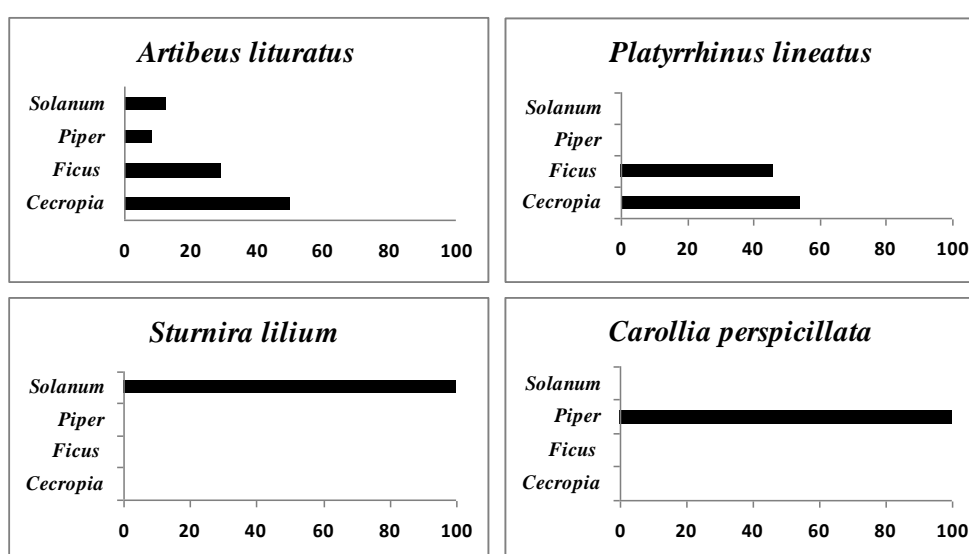 Artibeus lituratus
Solanum
Piper
Ficus
Cecropia
0 20 40 60 80 100
Platyrrhinus lineatus
Solanum
Piper
Ficus
Cecropia
0 20 40 60 80 100
Sturnira lilium
Solanum
Piper
Ficus
Cecropia
0 20 40 60 80 100
Carollia perspicillata
Solanum
Piper
Ficus
Cecropia
0 20 40 60 80 100